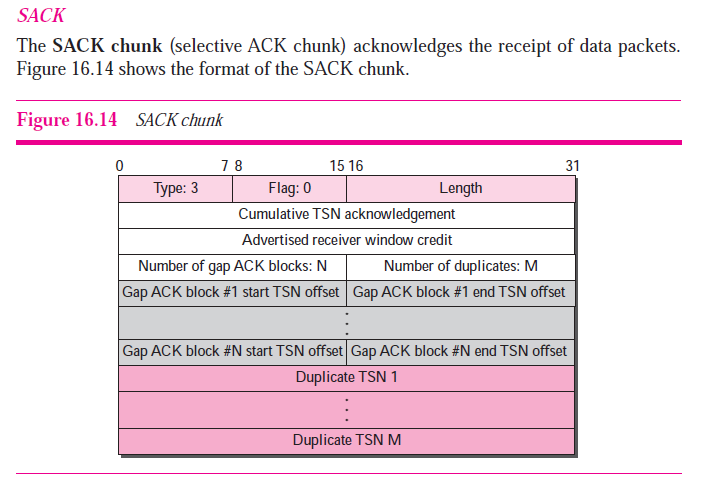 SACK
The SACK chunk (selective ACK chunk) acknowledges the receipt of data packets.
Figure 16.14 shows the format of the SACK chunk.
Figure 16.14 SACK chunk
0 7 8 15 16 31
Type: 3 Flag: 0 Length
Cumulative TSN acknowledgement
Advertised receiver window credit
Number of gap ACK blocks: N Number of duplicates: M
Gap ACK block #1 start TSN offset Gap ACK block #1 end TSN offset
Gap ACK block #N start TSN offset Gap ACK block #N end TSN offset
Duplicate TSN 1
Duplicate TSN M